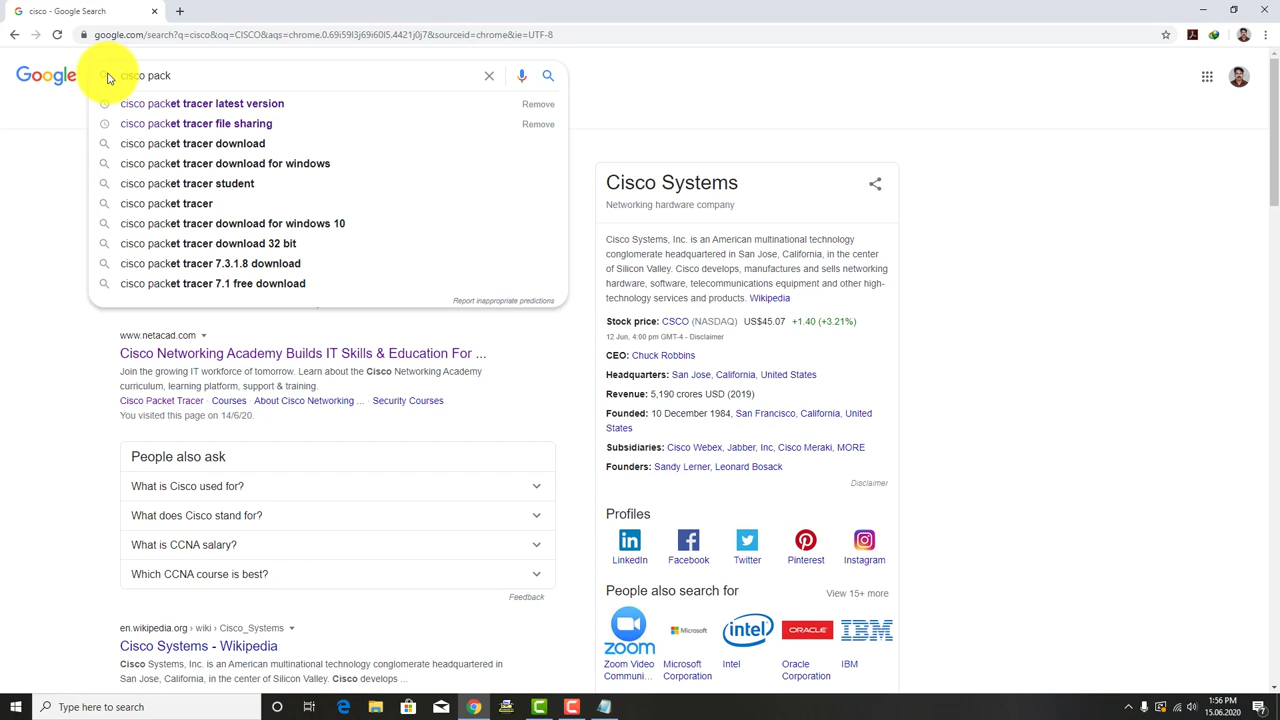 cisco - Google Search
google.com/search?q=cisco&oq=CISCO&aqs=chrome.0.69i59l3j69i60l5.4421j0j7&sourceid=chrome&ie=UTF-8
Google
cisco pack
cisco packet tracer latest version
Remove
cisco packet tracer file sharing
Remove
cisco packet tracer download
cisco packet tracer download for windows
cisco packet tracer student
cisco packet tracer
cisco packet tracer download for windows 10
cisco packet tracer download 32 bit
cisco packet tracer 7.3.1.8 download
cisco packet tracer 7.1 free download
Report inappropriate predictions
www.netacad.com
Cisco Networking Academy Builds IT Skills & Education For ...
Join the growing IT workforce of tomorrow. Learn about the Cisco Networking Academy
curriculum, learning platform, support & training.
Cisco Packet Tracer · Courses · About Cisco Networking ... · Security Courses
You visited this page on 14/6/20.
People also ask
What is Cisco used for?
What does Cisco stand for?
What is CCNA salary?
Which CCNA course is best?
Feedback
en.wikipedia.org › wiki › Cisco_Systems
Cisco Systems - Wikipedia
Cisco Systems, Inc. is an American multinational technology conglomerate headquartered in
San Jose, California, in the center of Silicon Valley. Cisco develops ...
Cisco Systems
Networking hardware company
Cisco Systems, Inc. is an American multinational technology
conglomerate headquartered in San Jose, California, in the center
of Silicon Valley. Cisco develops, manufactures and sells networking
hardware, software, telecommunications equipment and other high-
technology services and products. Wikipedia
Stock price: CSCO (NASDAQ) US$45.07 +1.40 (+3.21%)
12 Jun, 4:00 pm GMT-4 - Disclaimer
CEO: Chuck Robbins
Headquarters: San Jose, California, United States
Revenue: 5,190 crores USD (2019)
Founded: 10 December 1984, San Francisco, California, United
States
Subsidiaries: Cisco Webex, Jabber, Inc, Cisco Meraki, MORE
Founders: Sandy Lerner, Leonard Bosack
Disclaimer
Profiles
LinkedIn
Facebook
Twitter
Pinterest
Instagram
People also search for
View 15+ more
zoom
Microsoft
intel
ORACLE
IBM
Zoom Video
Communi...
Microsoft
Corporation
Intel
Oracle
Corporation
IBM
Type here to search
1:56 PM
15.06.2020